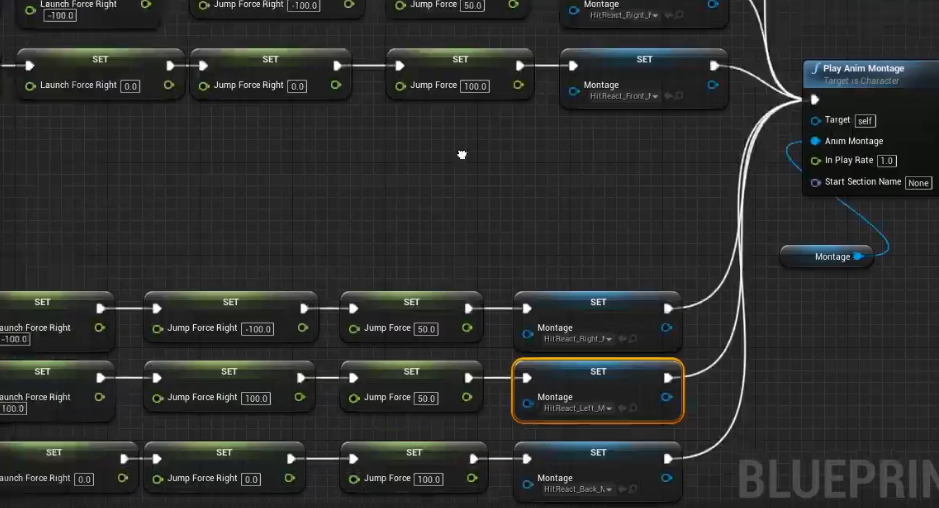 Launch Force Right
-100.0
Jump Force Right -100.0
Jump Force 50.0
Montage
HitReact_Right_
SET SET SET SET
Launch Force Right 0.0
Jump Force Right 0.0
Jump Force 100.0
Montage
HitReact_Front_
Play Anim Montage
Target is Character
Target self
Anim Montage
In Play Rate 1.0
Start Section Name None
Montage
SET SET SET SET
aunch Force Right
-100.0
Jump Force Right -100.0
Jump Force 50.0
Montage
HitReact_Right_
SET SET SET SET
aunch Force Right
100.0
Jump Force Right 100.0
Jump Force 50.0
Montage
HitReact_Left_M
SET SET SET SET
aunch Force Right 0.0
Jump Force Right 0.0
Jump Force 100.0
Montage
HitReact_Back_
BLUEPRIN